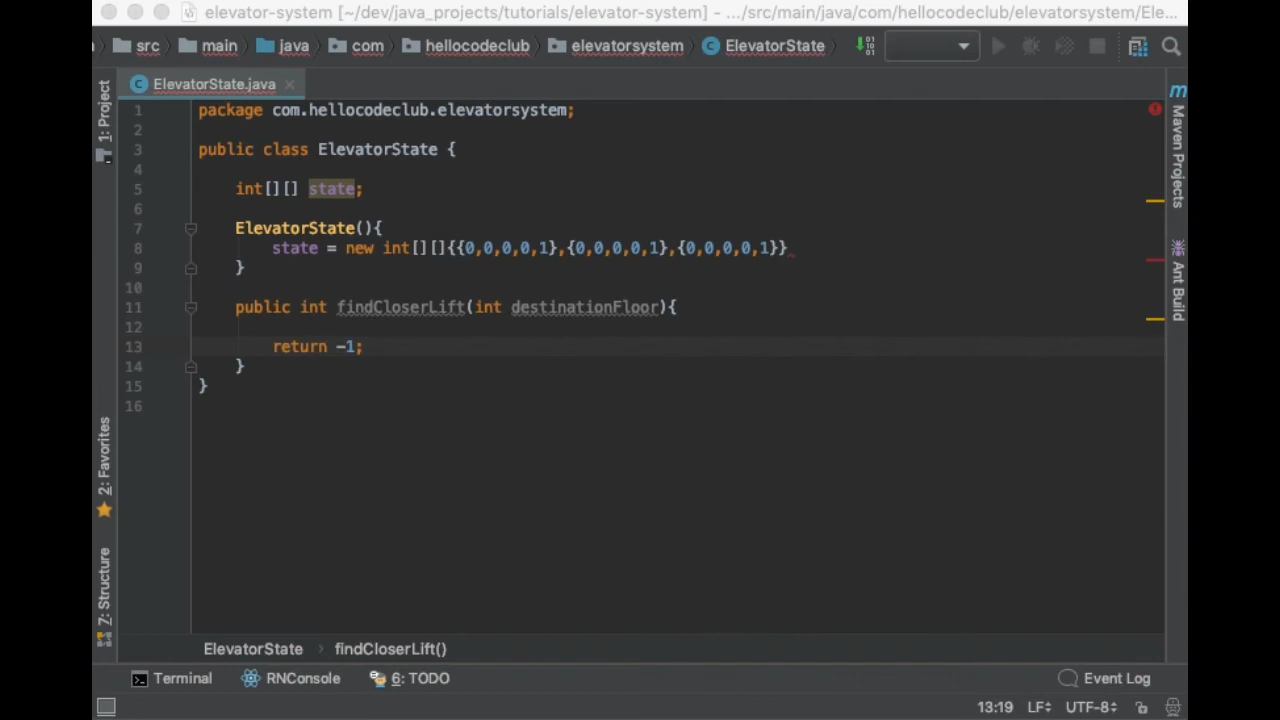 elevator-system [~/dev/java_projects/tutorials/elevator-system] - .../src/main/java/com/hellocodeclub/elevatorsystem/Ele...
src main java com hellocodeclub elevatorsystem ElevatorState
ElevatorState.java
1 package com.hellocodeclub.elevatorsystem;
2
3 public class ElevatorState {
4
5 int[][] state;
6
7 ElevatorState(){
8 state = new int[][]{{0,0,0,0,1},{0,0,0,0,1},{0,0,0,0,1}}
9 }
10
11 public int findCloserLift(int destinationFloor){
12
13 return -1;
14 }
15 }
16
1: Project
2: Favorites
7: Structure
Maven Projects
Ant Build
ElevatorState › findCloserLift()
Terminal RNConsole 6: TODO Event Log
13:19 LF UTF-8